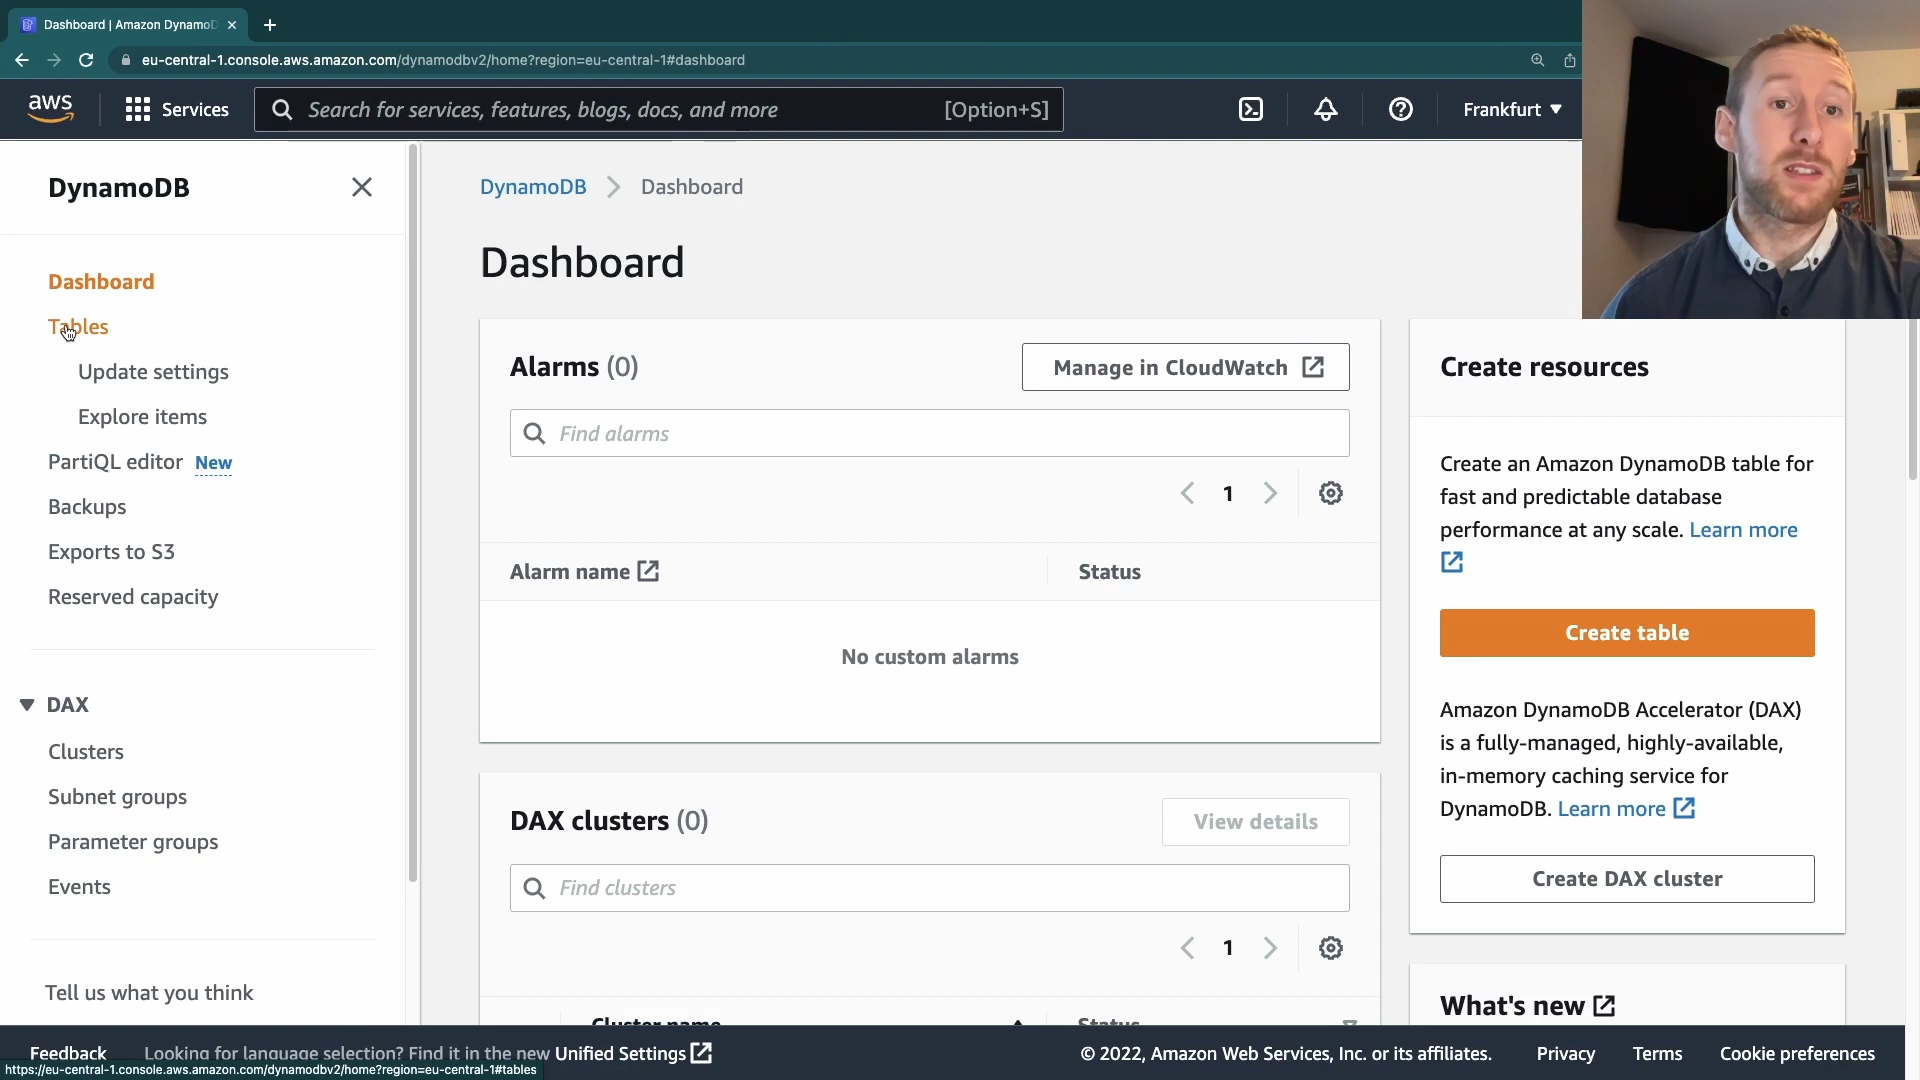 Dashboard | Amazon DynamoD
eu-central-1.console.aws.amazon.com/dynamodbv2/home?region=eu-central-1#dashboard
aws
Services
Search for services, features, blogs, docs, and more
[Option+S]
Frankfurt
DynamoDB
Dashboard
Tables
Update settings
Explore items
PartiQL editor New
Backups
Exports to S3
Reserved capacity
DAX
Clusters
Subnet groups
Parameter groups
Events
Tell us what you think
DynamoDB
Dashboard
Dashboard
Alarms (0)
Manage in CloudWatch
Find alarms
1
Alarm name
Status
No custom alarms
DAX clusters (0)
View details
Find clusters
1
Cluster name
Status
Create resources
Create an Amazon DynamoDB table for
fast and predictable database
performance at any scale. Learn more
Create table
Amazon DynamoDB Accelerator (DAX)
is a fully-managed, highly-available,
in-memory caching service for
DynamoDB. Learn more
Create DAX cluster
What's new
Feedback
Looking for language selection? Find it in the new Unified Settings
© 2022, Amazon Web Services, Inc. or its affiliates.
Privacy
Terms
Cookie preferences
https://eu-central-1.console.aws.amazon.com/dynamodbv2/home?region=eu-central-1#tables